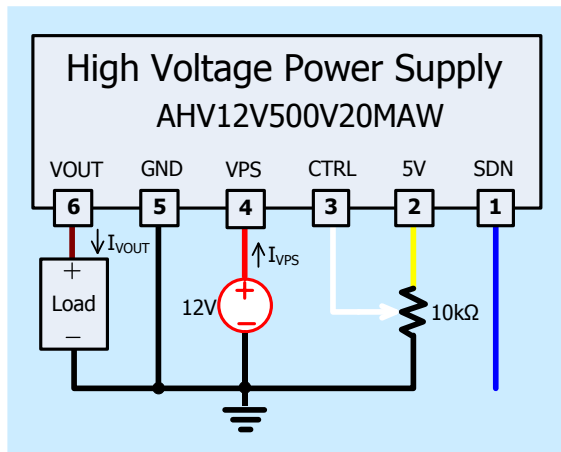 High Voltage Power Supply
AHV12V500V20MAW
VOUT GND VPS CTRL 5V SDN
6 5 4 3 2 1
IVOUT IVPS
+
Load
−
12V
+
−
10kΩ